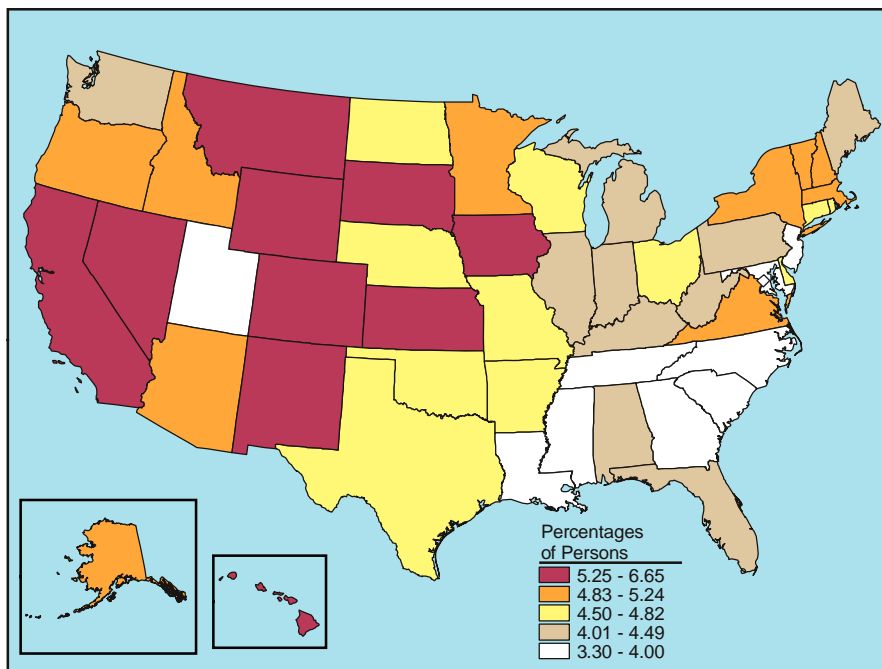 Percentages
of Persons
5.25 - 6.65
4.83 - 5.24
4.50 - 4.82
4.01 - 4.49
3.30 - 4.00